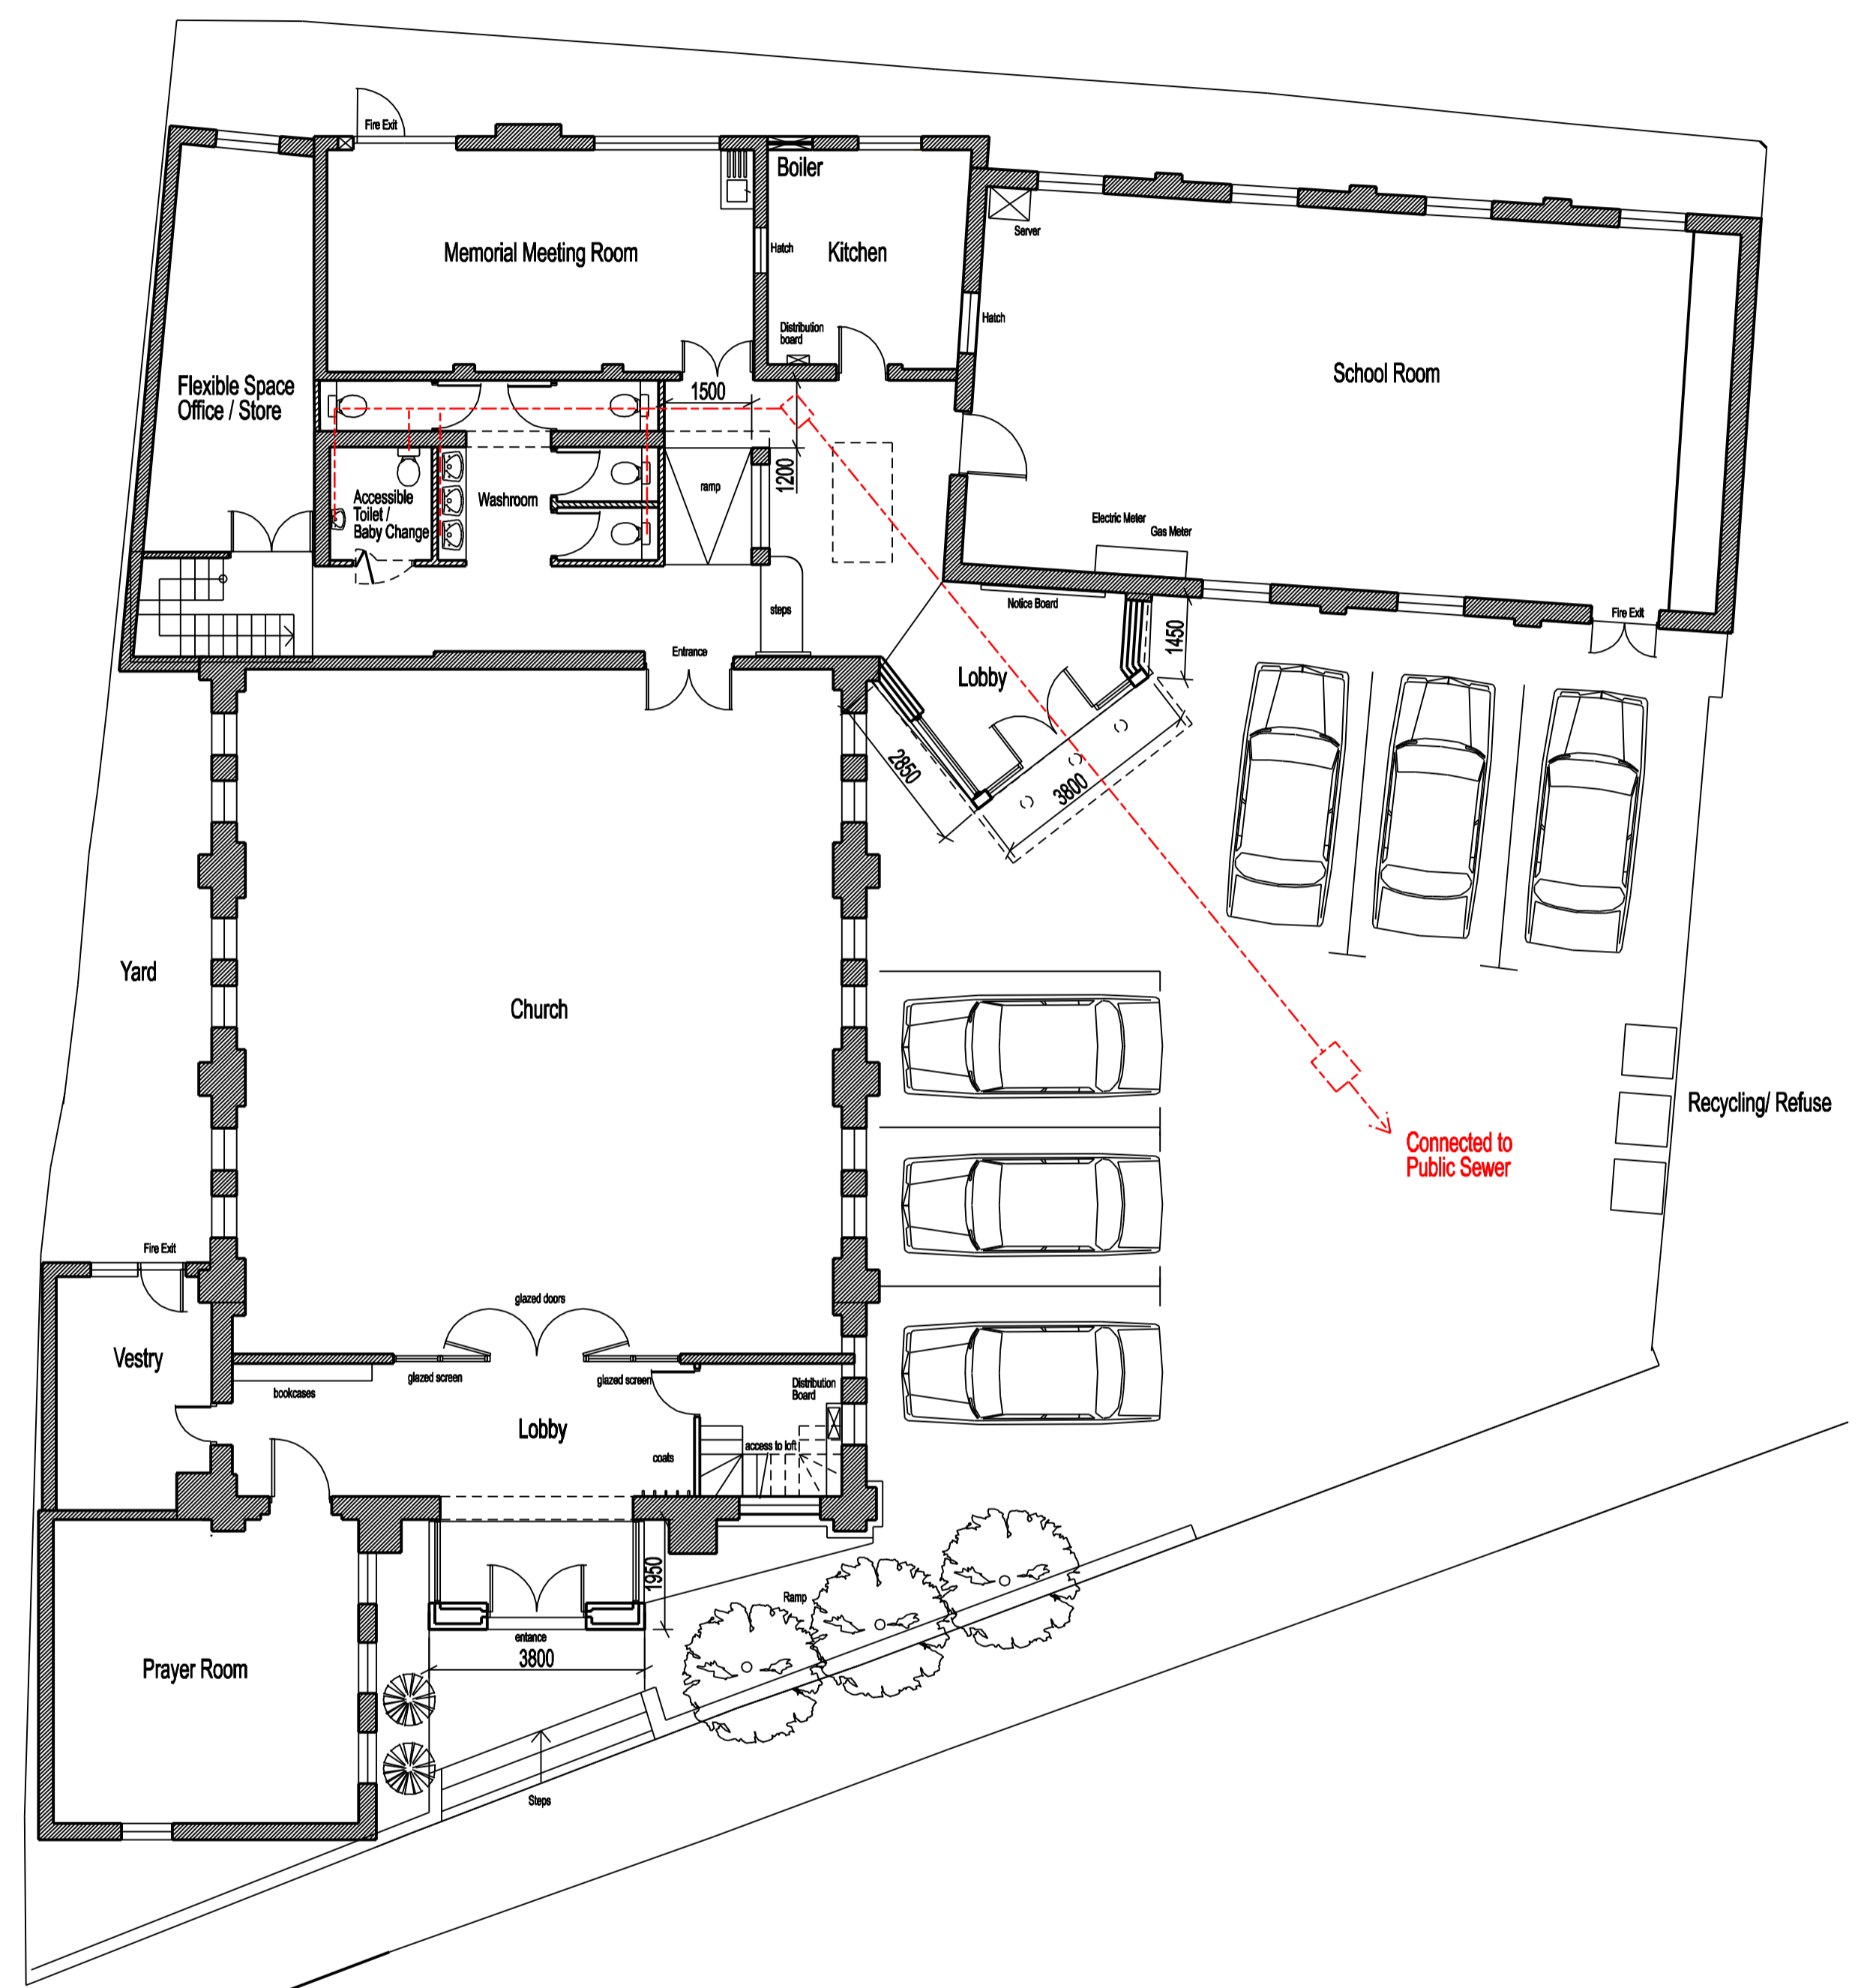 Fire Exit
Boiler
Memorial Meeting Room
Hatch
Kitchen
Server
Hatch
Distribution
board
School Room
Flexible Space
Office / Store
1500
1200
Accessible
Toilet /
Baby Change
Washroom
ramp
Electric Meter
Gas Meter
steps
Notice Board
Fire Exit
1450
Entrance
Lobby
2850
3800
Yard
Church
Recycling/ Refuse
Connected to
Public Sewer
Fire Exit
glazed doors
Vestry
bookcases
glazed screen
glazed screen
Distribution
Board
Lobby
coats
access to loft
1950
Ramp
entrance
3800
Prayer Room
Steps